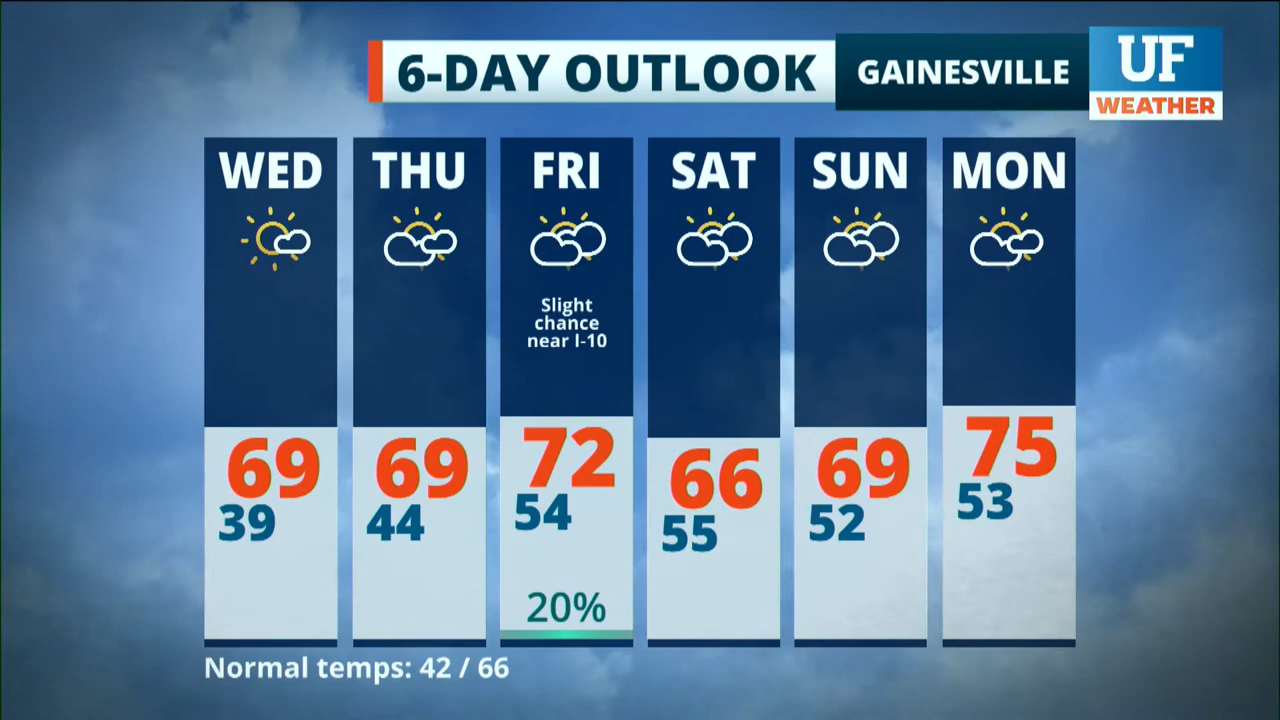 6-DAY OUTLOOK
GAINESVILLE
UF
WEATHER
WED
THU
FRI
SAT
SUN
MON
Slight
chance
near I-10
69
39
69
44
72
54
66
55
69
52
75
53
20%
Normal temps: 42 / 66